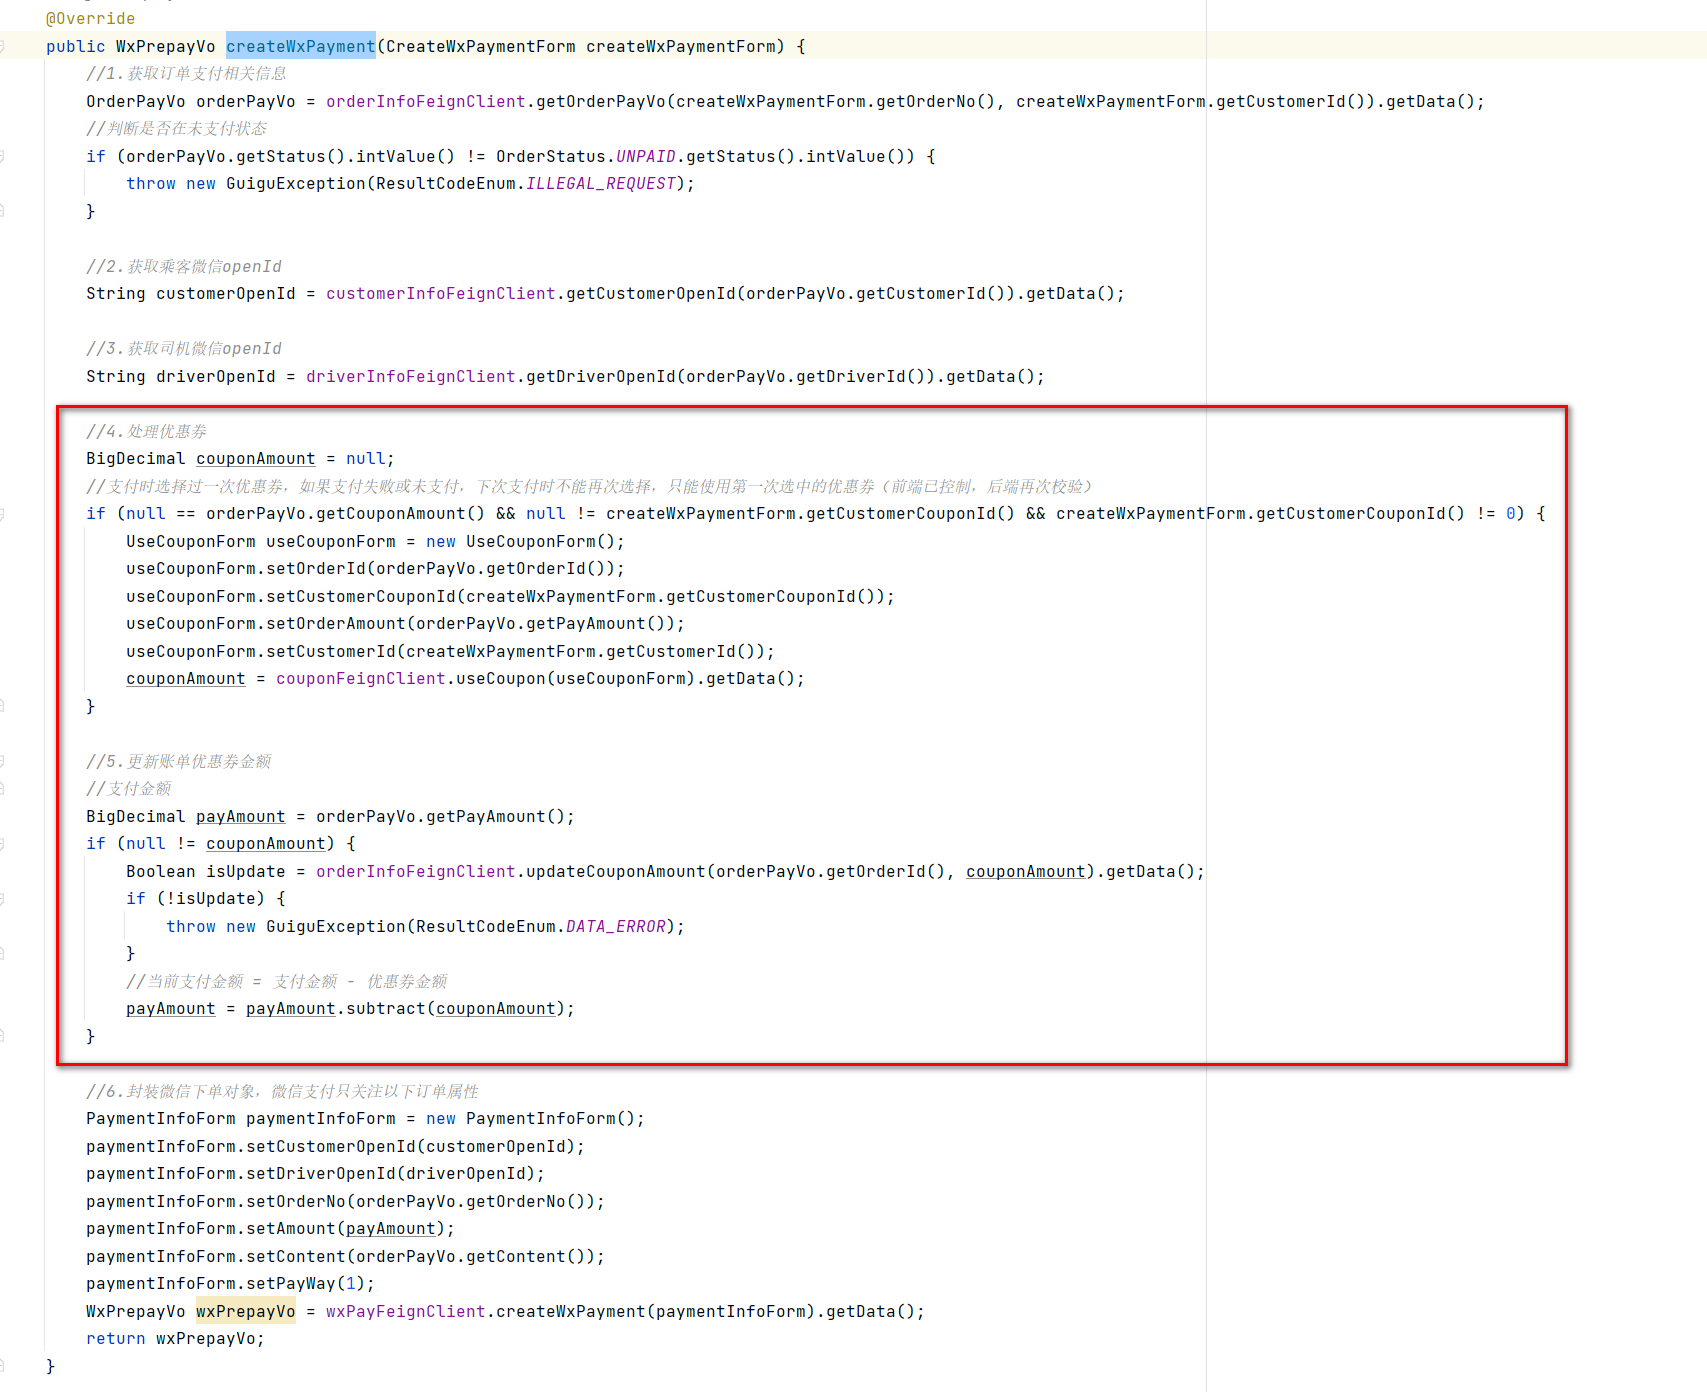 @Override
public WxPrepayVo createWxPayment(CreateWxPaymentForm createWxPaymentForm) {
//1.获取订单支付相关信息
OrderPayVo orderPayVo = orderInfoFeignClient.getOrderPayVo(createWxPaymentForm.getOrderNo(), createWxPaymentForm.getCustomerId()).getData();
//判断是否在未支付状态
if (orderPayVo.getStatus().intValue() != OrderStatus.UNPAID.getStatus().intValue()) {
throw new GuiguException(ResultCodeEnum.ILLEGAL_REQUEST);
}
//2.获取乘客微信openId
String customerOpenId = customerInfoFeignClient.getCustomerOpenId(orderPayVo.getCustomerId()).getData();
//3.获取司机微信openId
String driverOpenId = driverInfoFeignClient.getDriverOpenId(orderPayVo.getDriverId()).getData();
//4.处理优惠券
BigDecimal couponAmount = null;
//支付时选择过一次优惠券，如果支付失败或未支付，下次支付时不能再次选择，只能使用第一次选中的优惠券（前端已控制，后端再次校验）
if (null == orderPayVo.getCouponAmount() && null != createWxPaymentForm.getCustomerCouponId() && createWxPaymentForm.getCustomerCouponId() != 0) {
UseCouponForm useCouponForm = new UseCouponForm();
useCouponForm.setOrderId(orderPayVo.getOrderId());
useCouponForm.setCustomerCouponId(createWxPaymentForm.getCustomerCouponId());
useCouponForm.setOrderAmount(orderPayVo.getPayAmount());
useCouponForm.setCustomerId(createWxPaymentForm.getCustomerId());
couponAmount = couponFeignClient.useCoupon(useCouponForm).getData();
}
//5.更新账单优惠券金额
//支付金额
BigDecimal payAmount = orderPayVo.getPayAmount();
if (null != couponAmount) {
Boolean isUpdate = orderInfoFeignClient.updateCouponAmount(orderPayVo.getOrderId(), couponAmount).getData();
if (!isUpdate) {
throw new GuiguException(ResultCodeEnum.DATA_ERROR);
}
//当前支付金额 = 支付金额 - 优惠券金额
payAmount = payAmount.subtract(couponAmount);
}
//6.封装微信下单对象，微信支付只关注以下订单属性
PaymentInfoForm paymentInfoForm = new PaymentInfoForm();
paymentInfoForm.setCustomerOpenId(customerOpenId);
paymentInfoForm.setDriverOpenId(driverOpenId);
paymentInfoForm.setOrderNo(orderPayVo.getOrderNo());
paymentInfoForm.setAmount(payAmount);
paymentInfoForm.setContent(orderPayVo.getContent());
paymentInfoForm.setPayWay(1);
WxPrepayVo wxPrepayVo = wxPayFeignClient.createWxPayment(paymentInfoForm).getData();
return wxPrepayVo;
}